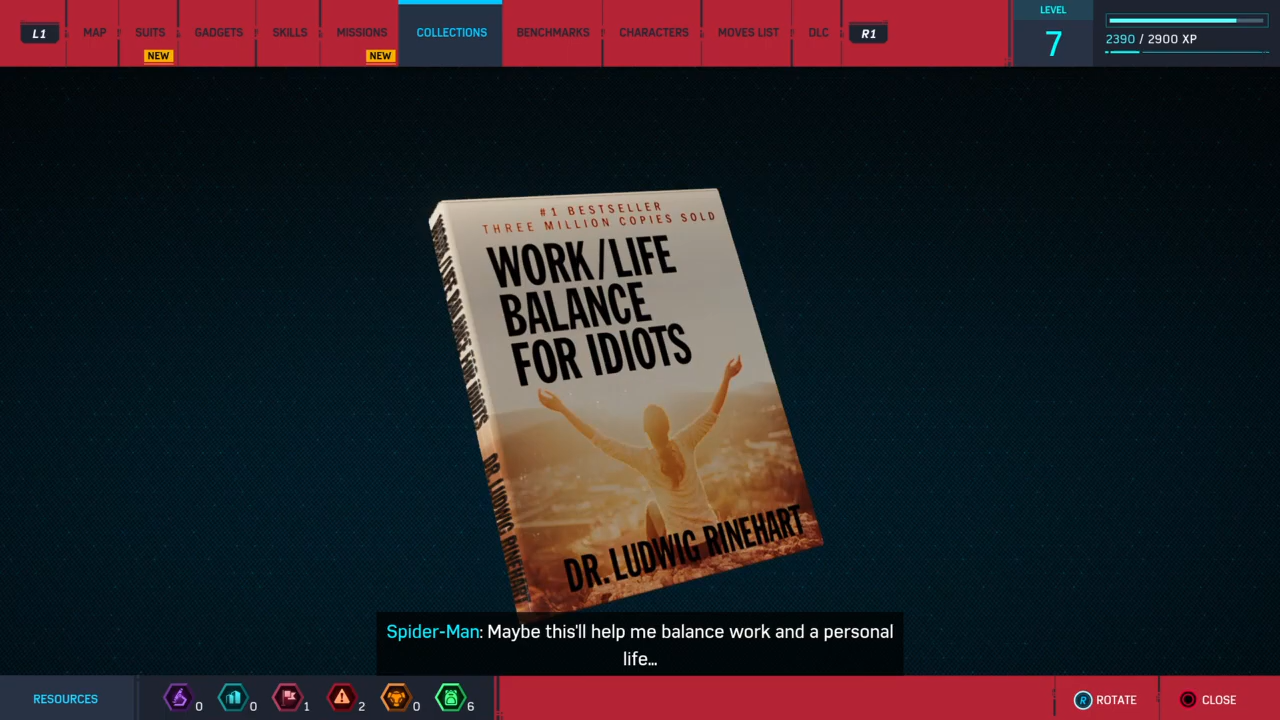 L1 MAP SUITS GADGETS SKILLS MISSIONS COLLECTIONS BENCHMARKS CHARACTERS MOVES LIST DLC R1
NEW NEW
LEVEL
7
2390 / 2900 XP
#1 BESTSELLER
THREE MILLION COPIES SOLD
WORK/LIFE
BALANCE
FOR IDIOTS
DR. LUDWIG RINEHART
WORK/LIFE BALANCE FOR IDIOTS
DR. LUDWIG RINEHART
Spider-Man: Maybe this'll help me balance work and a personal
life...
RESOURCES 0 0 1 2 0 6
R ROTATE CLOSE